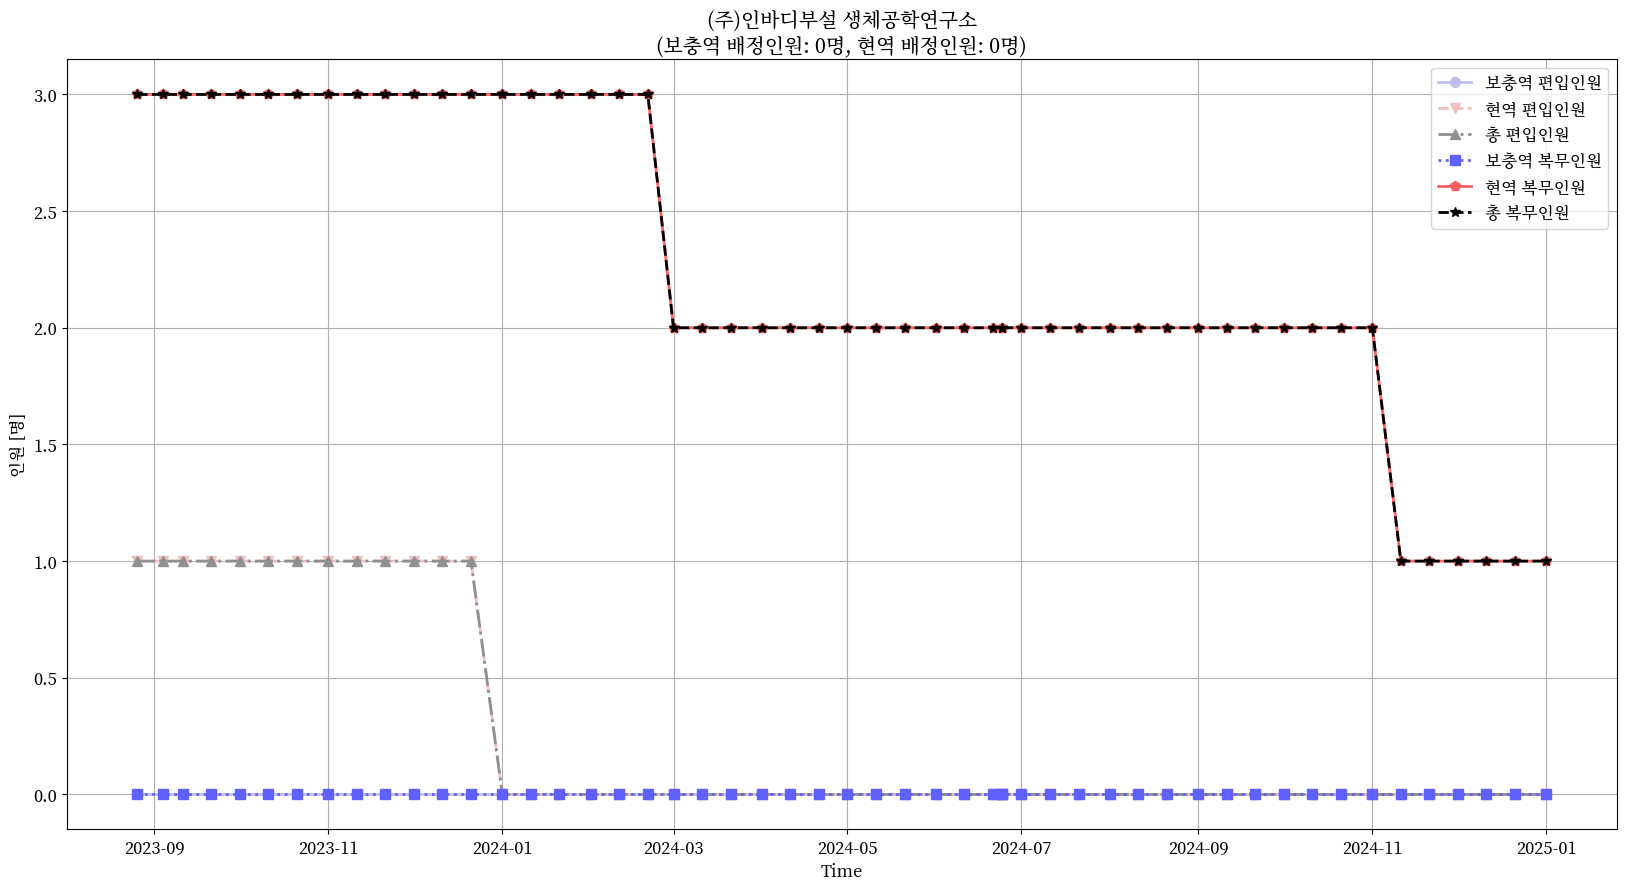 (주)인바디부설 생체공학연구소
(보충역 배정인원: 0명, 현역 배정인원: 0명)
보충역 편입인원
현역 편입인원
총 편입인원
보충역 복무인원
현역 복무인원
총 복무인원
인원 [명]
3.0
2.5
2.0
1.5
1.0
0.5
0.0
2023-09
2023-11
2024-01
2024-03
2024-05
2024-07
2024-09
2024-11
2025-01
Time